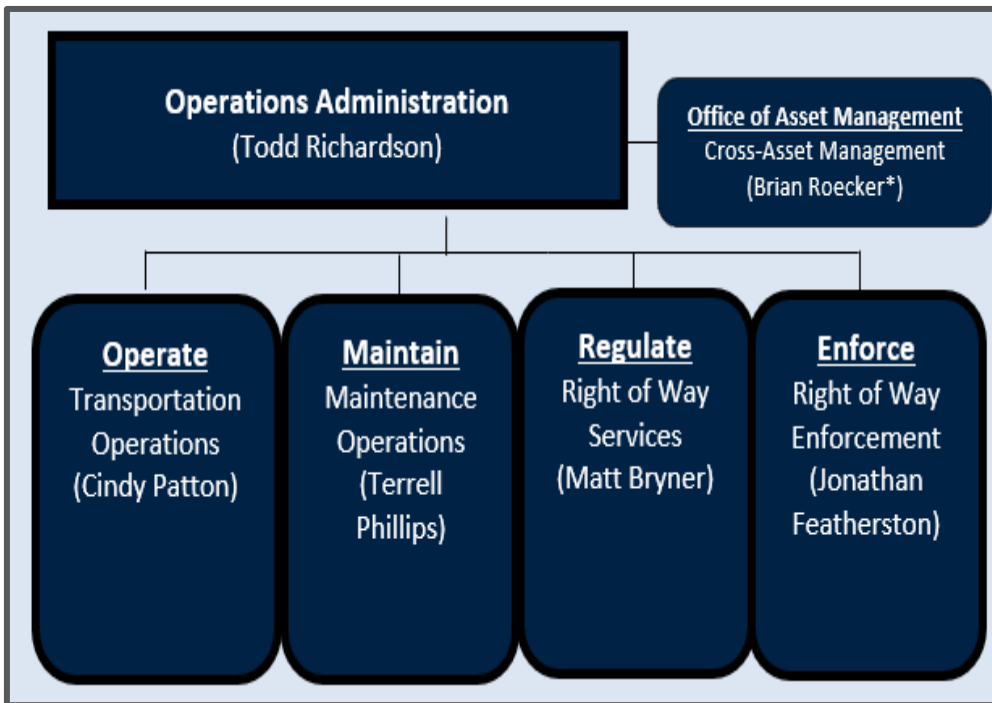 Operations Administration
(Todd Richardson)
Office of Asset Management
Cross-Asset Management
(Brian Roecker*)
Operate
Transportation
Operations
(Cindy Patton)
Maintain
Maintenance
Operations
(Terrell
Phillips)
Regulate
Right of Way
Services
(Matt Bryner)
Enforce
Right of Way
Enforcement
(Jonathan
Featherston)